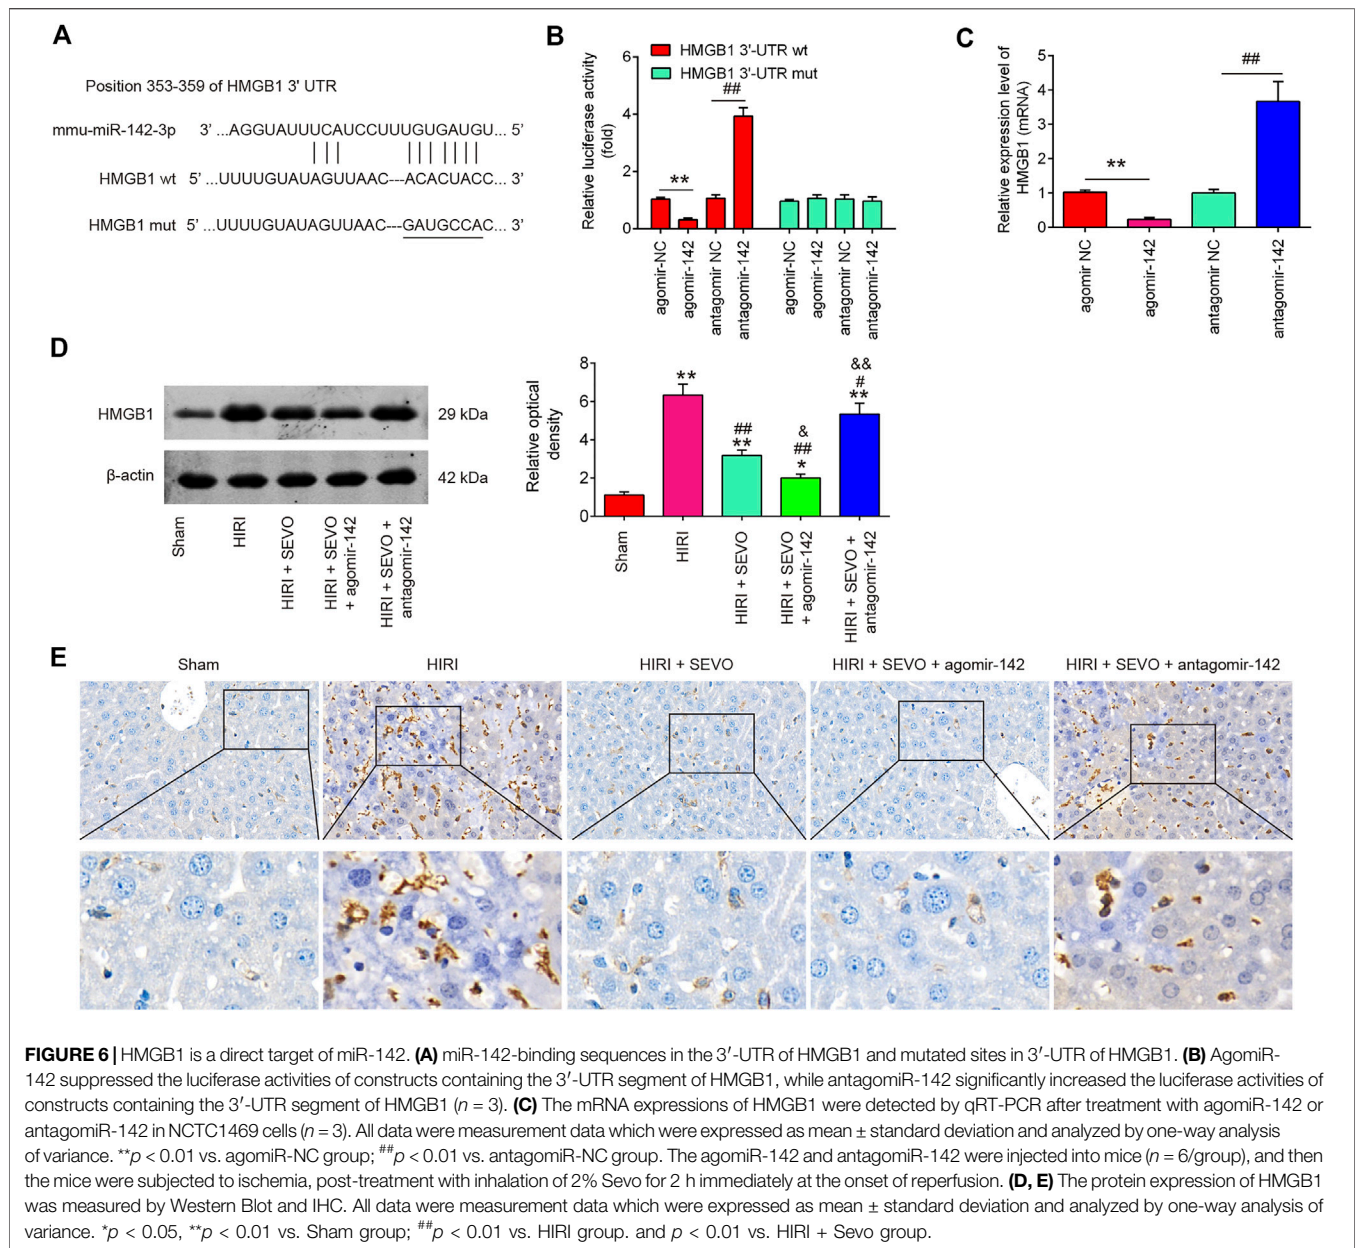 A
Position 353-359 of HMGB1 3' UTR
mmu-miR-142-3p 3' ...AGGUAUUUCAUCCUUUGUGAUGU... 5'
HMGB1 wt 5' ...UUUUGUAUAGUUAAC---ACACUACC... 3'
HMGB1 mut 5' ...UUUUGUAUAGUUAAC---GAUGCCAC... 3'
B
Relative luciferase activity
(fold)
6
4
2
0
HMGB1 3'-UTR wt
HMGB1 3'-UTR mut
**
##
agomir-NC
agomir-142
antagomir NC
antagomir-142
agomir-NC
agomir-142
antagomir NC
antagomir-142
C
Relative expression level of
HMGB1 (mRNA)
5
4
3
2
1
0
**
##
agomir NC
agomir-142
antagomir NC
antagomir-142
D
HMGB1
29 kDa
β-actin
42 kDa
Sham
HIRI
HIRI + SEVO
HIRI + SEVO
+ agomir-142
HIRI + SEVO +
antagomir-142
Relative optical
density
8
6
4
2
0
**
##
**
&
##
*
&&
#
**
Sham
HIRI
HIRI + SEVO
HIRI + SEVO
+ agomir-142
HIRI + SEVO +
antagomir-142
E
Sham
HIRI
HIRI + SEVO
HIRI + SEVO + agomir-142
HIRI + SEVO + antagomir-142
FIGURE 6 | HMGB1 is a direct target of miR-142. (A) miR-142-binding sequences in the 3′-UTR of HMGB1 and mutated sites in 3′-UTR of HMGB1. (B) AgomiR-
142 suppressed the luciferase activities of constructs containing the 3′-UTR segment of HMGB1, while antagomiR-142 significantly increased the luciferase activities of
constructs containing the 3′-UTR segment of HMGB1 (n = 3). (C) The mRNA expressions of HMGB1 were detected by qRT-PCR after treatment with agomiR-142 or
antagomiR-142 in NCTC1469 cells (n = 3). All data were measurement data which were expressed as mean ± standard deviation and analyzed by one-way analysis
of variance. **p < 0.01 vs. agomiR-NC group; ##p < 0.01 vs. antagomiR-NC group. The agomiR-142 and antagomiR-142 were injected into mice (n = 6/group), and then
the mice were subjected to ischemia, post-treatment with inhalation of 2% Sevo for 2 h immediately at the onset of reperfusion. (D, E) The protein expression of HMGB1
was measured by Western Blot and IHC. All data were measurement data which were expressed as mean ± standard deviation and analyzed by one-way analysis of
variance. *p < 0.05, **p < 0.01 vs. Sham group; ##p < 0.01 vs. HIRI group. and p < 0.01 vs. HIRI + Sevo group.